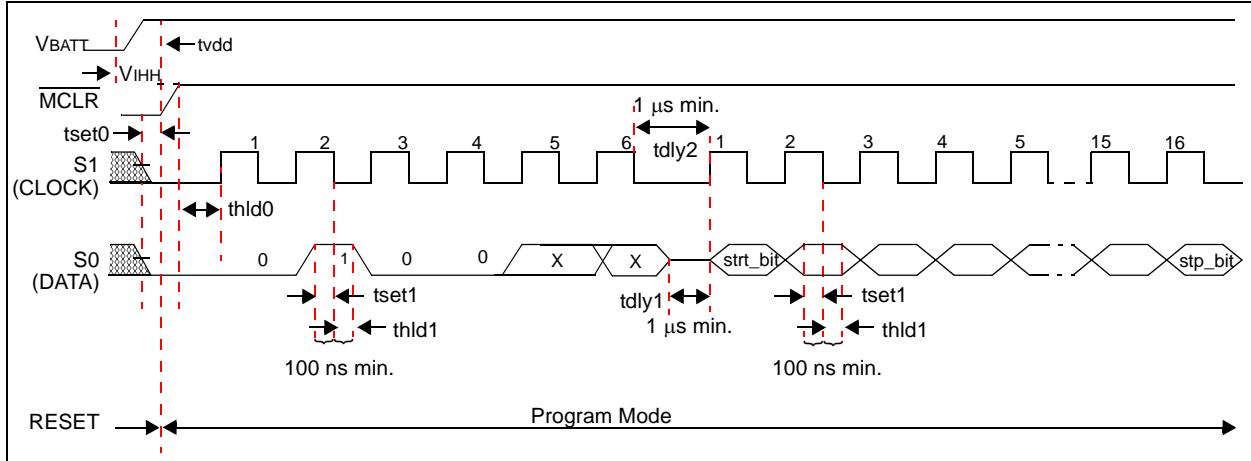 VBATT
tvdd
VIHH
MCLR
1 µs min.
tset0
tdly2
S1
(CLOCK)
1 2 3 4 5 6 1 2 3 4 5 15 16
thld0
S0
(DATA)
0 1 0 0 X X strt_bit stp_bit
tset1
tdly1
tset1
thld1
1 µs min.
thld1
100 ns min.
100 ns min.
RESET
Program Mode